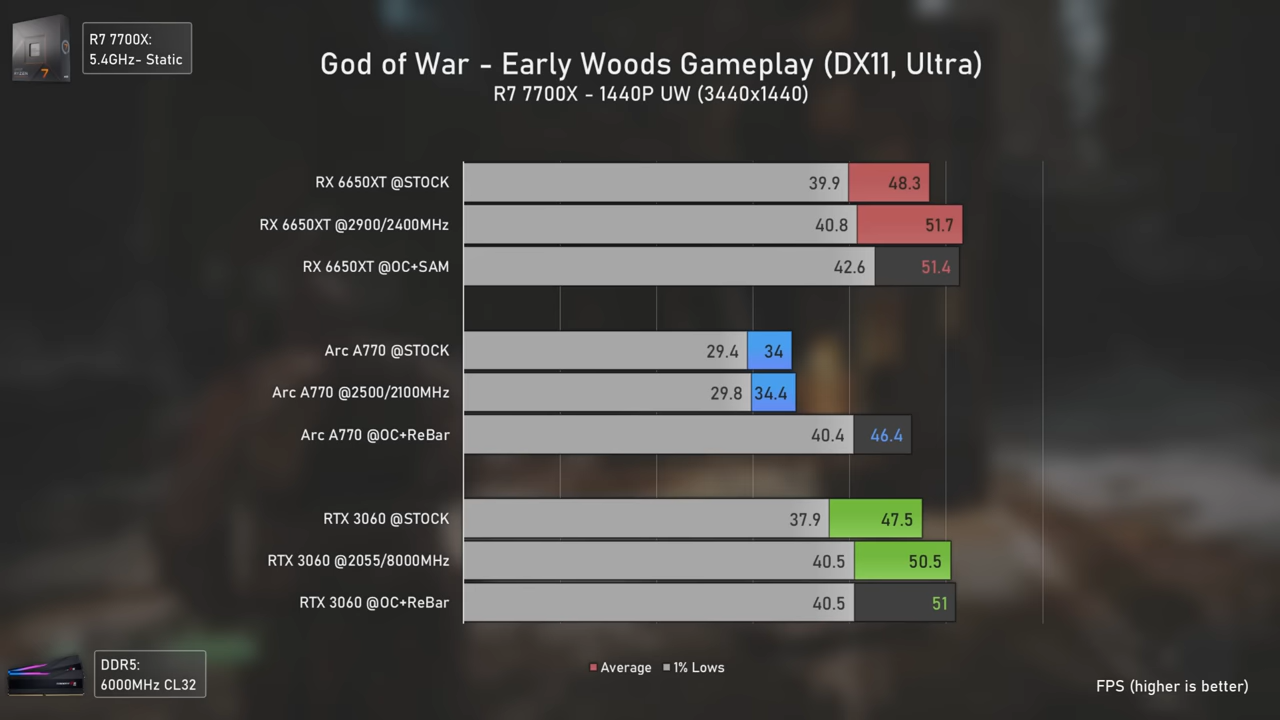 R7 7700X:
5.4GHz- Static
God of War - Early Woods Gameplay (DX11, Ultra)
R7 7700X - 1440P UW (3440x1440)
RX 6650XT @STOCK 39.9 48.3
RX 6650XT @2900/2400MHz 40.8 51.7
RX 6650XT @OC+SAM 42.6 51.4
Arc A770 @STOCK 29.4 34
Arc A770 @2500/2100MHz 29.8 34.4
Arc A770 @OC+ReBar 40.4 46.4
RTX 3060 @STOCK 37.9 47.5
RTX 3060 @2055/8000MHz 40.5 50.5
RTX 3060 @OC+ReBar 40.5 51
DDR5:
6000MHz CL32
Average 1% Lows
FPS (higher is better)